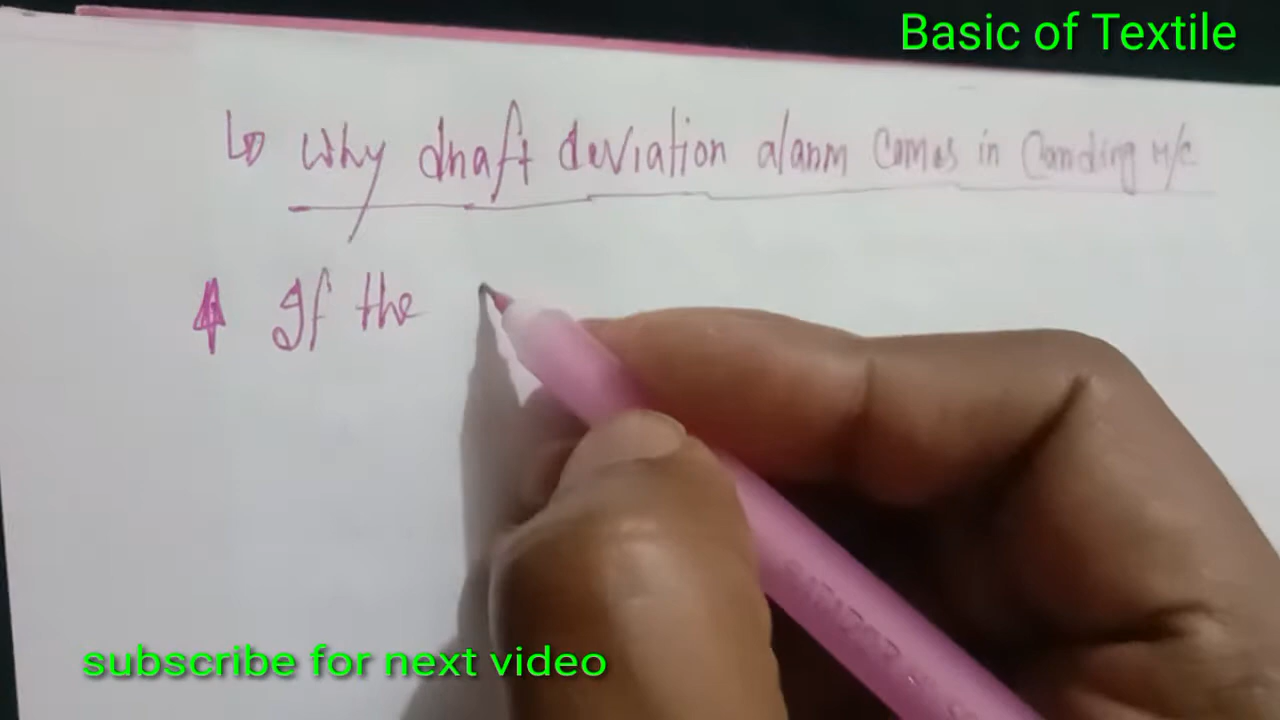 Basic of Textile
Why draft deviation alarm comes in Carding M/C
If the
subscribe for next video